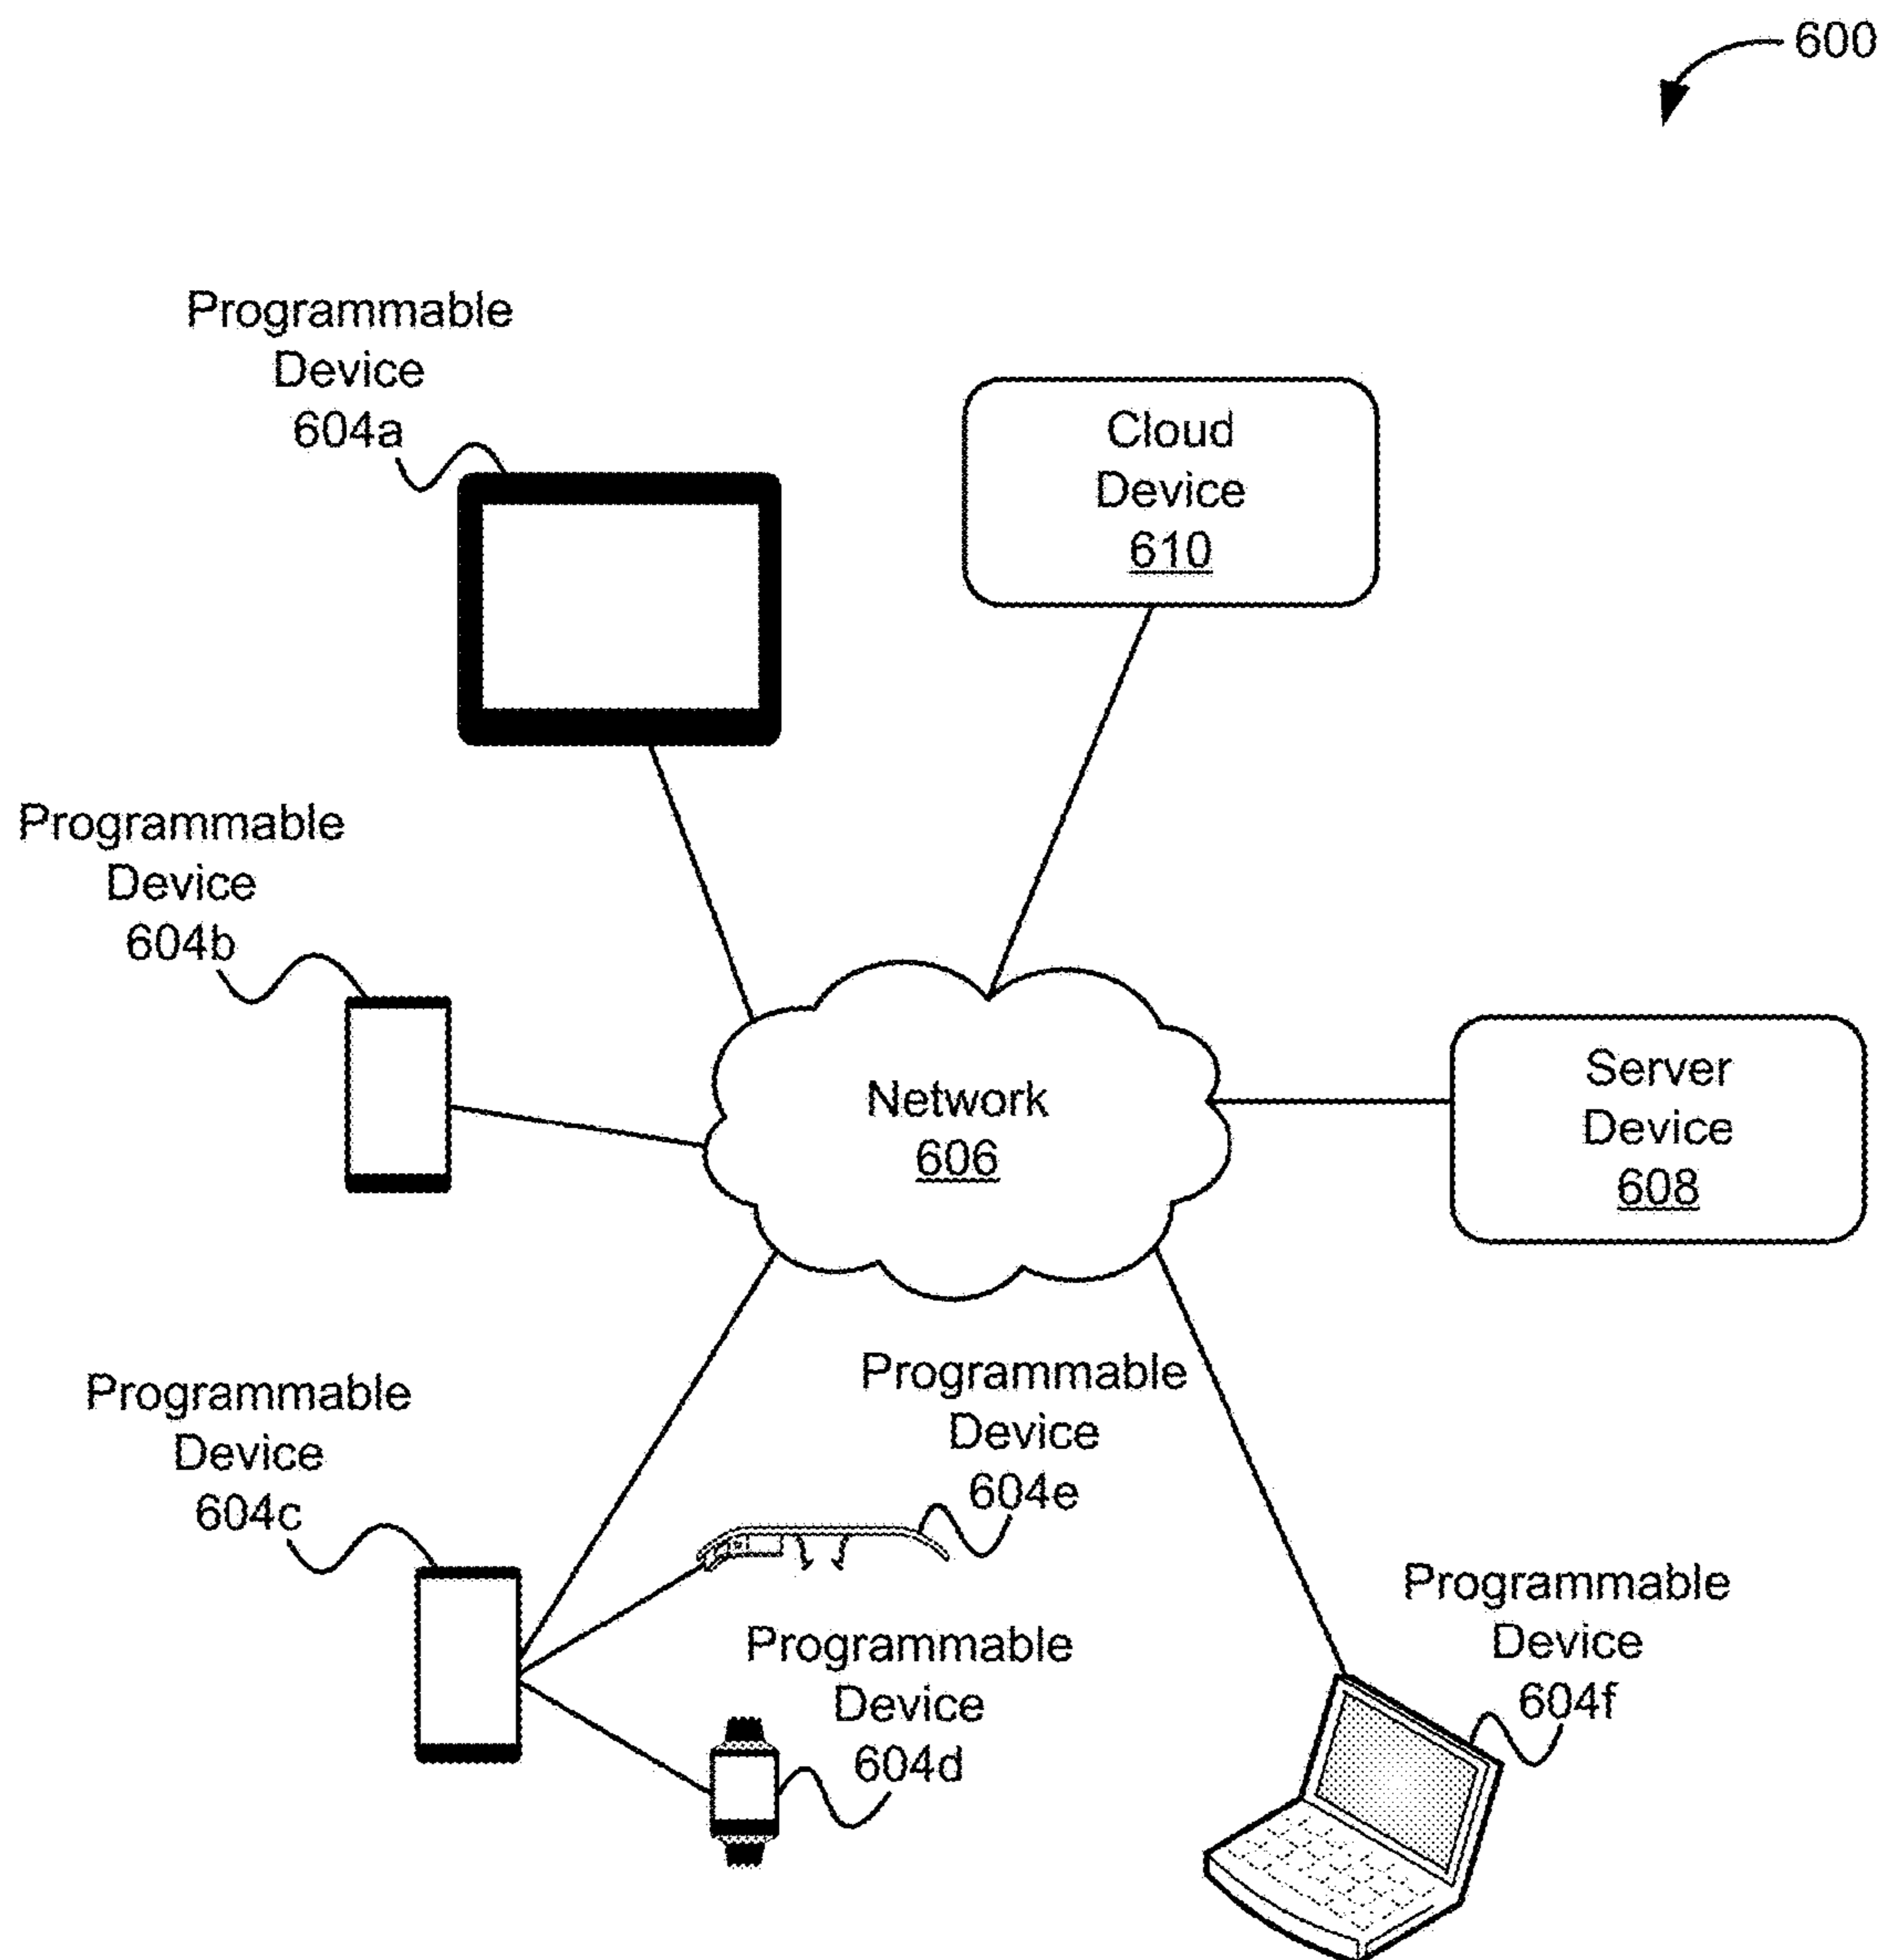 600
Programmable
Device
604a
Cloud
Device
610
Programmable
Device
604b
Network
606
Server
Device
608
Programmable
Device
604c
Programmable
Device
604e
Programmable
Device
604d
Programmable
Device
604f